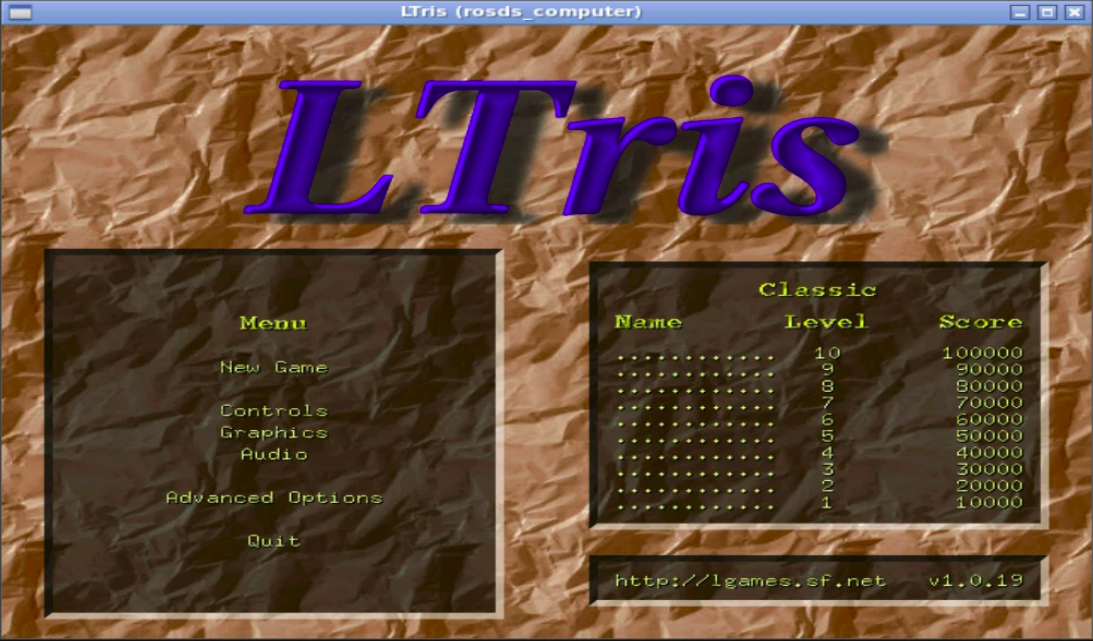 LTris (rosds_computer)
LTris
Menu
New Game
Controls
Graphics
Audio
Advanced Options
Quit
Classic
Name Level Score
............ 10 100000
............ 9 90000
............ 8 80000
............ 7 70000
............ 6 60000
............ 5 50000
............ 4 40000
............ 3 30000
............ 2 20000
............ 1 10000
http://lgames.sf.net v1.0.19